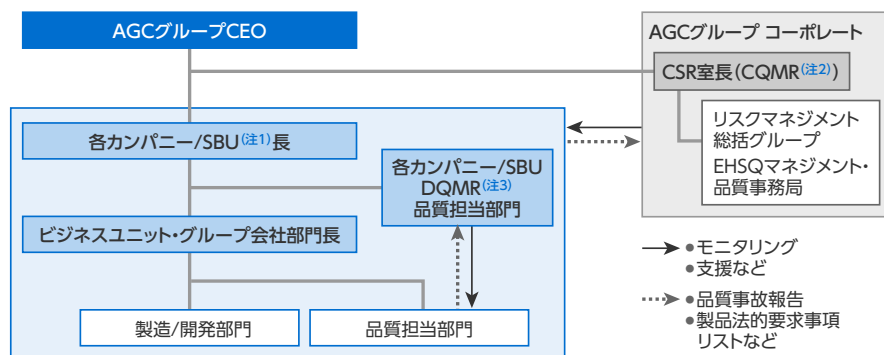 AGCグループCEO
AGCグループ コーポレート
CSR室長(CQMR(注2))
リスクマネジメント
総括グループ
EHSQマネジメント・
品質事務局
各カンパニー/SBU(注1)長
各カンパニー/SBU
DQMR(注3)
品質担当部門
ビジネスユニット・グループ会社部門長
製造/開発部門
品質担当部門
●モニタリング
●支援など
●品質事故報告
●製品法的要求事項
リストなど